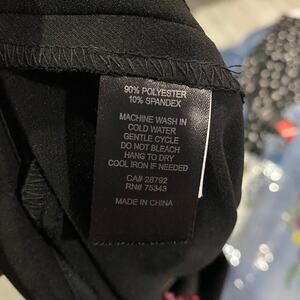 90% POLYESTER
10% SPANDEX
MACHINE WASH IN
COLD WATER
GENTLE CYCLE
DO NOT BLEACH
HANG TO DRY
COOL IRON IF NEEDED
CA# 28792
RN# 75343
MADE IN CHINA